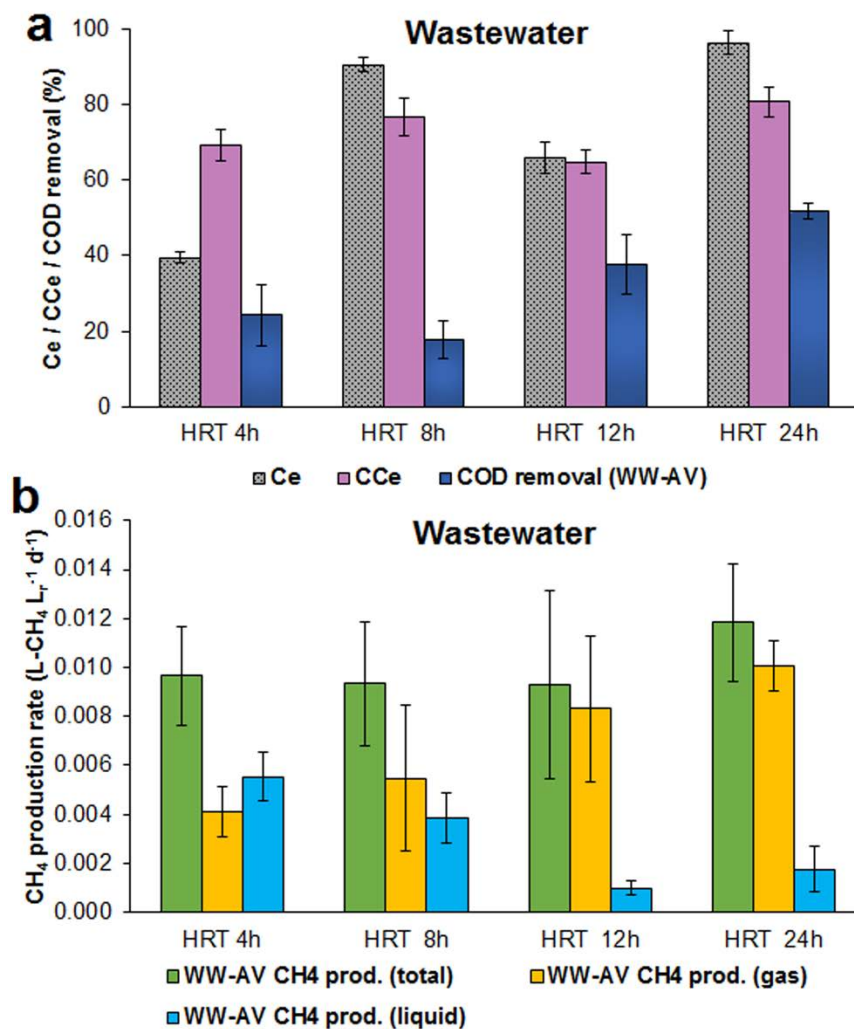 a
Wastewater
Ce / CCe / COD removal (%)
100
80
60
40
20
0
HRT 4h HRT 8h HRT 12h HRT 24h
Ce CCe COD removal (WW-AV)
b
Wastewater
CH₄ production rate (L-CH₄ Lᵣ⁻¹ d⁻¹)
0.016
0.014
0.012
0.010
0.008
0.006
0.004
0.002
0.000
HRT 4h HRT 8h HRT 12h HRT 24h
WW-AV CH4 prod. (total) WW-AV CH4 prod. (gas)
WW-AV CH4 prod. (liquid)